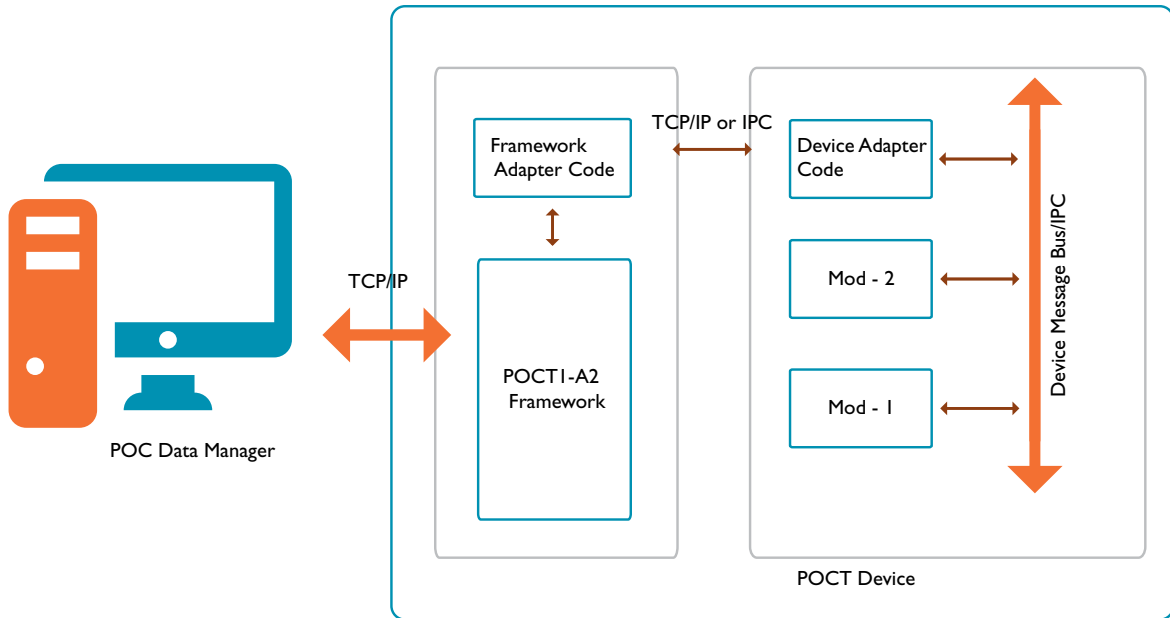 TCP/IP or IPC
Framework
Adapter Code
Device Adapter
Code
Device Message Bus/IPC
Mod - 2
TCP/IP
POCT1-A2
Framework
Mod - 1
POC Data Manager
POCT Device